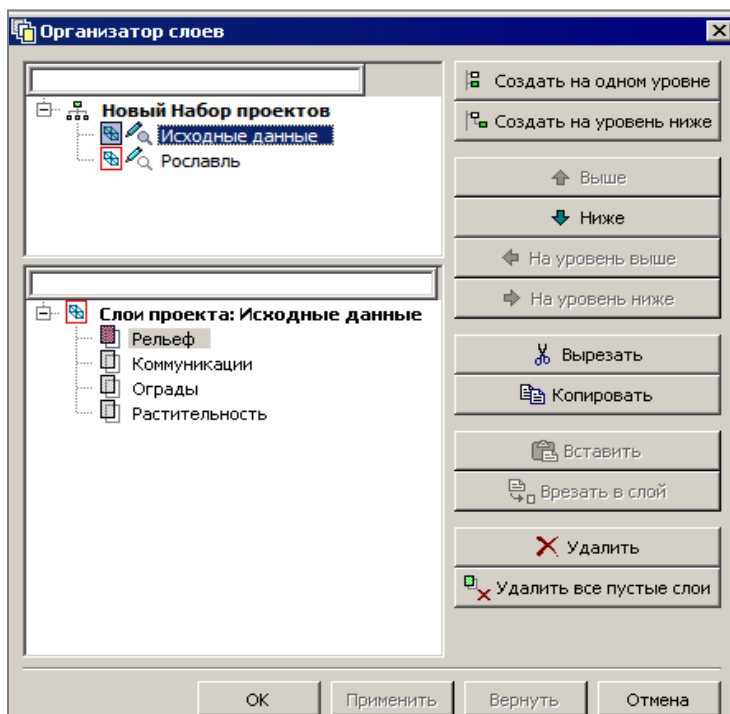 Организатор слоев
Новый Набор проектов
Исходные данные
Рославль
Слои проекта: Исходные данные
Рельеф
Коммуникации
Ограды
Растительность
Создать на одном уровне
Создать на уровень ниже
Выше
Ниже
На уровень выше
На уровень ниже
Вырезать
Копировать
Вставить
Врезать в слой
Удалить
Удалить все пустые слои
ОК
Применить
Вернуть
Отмена